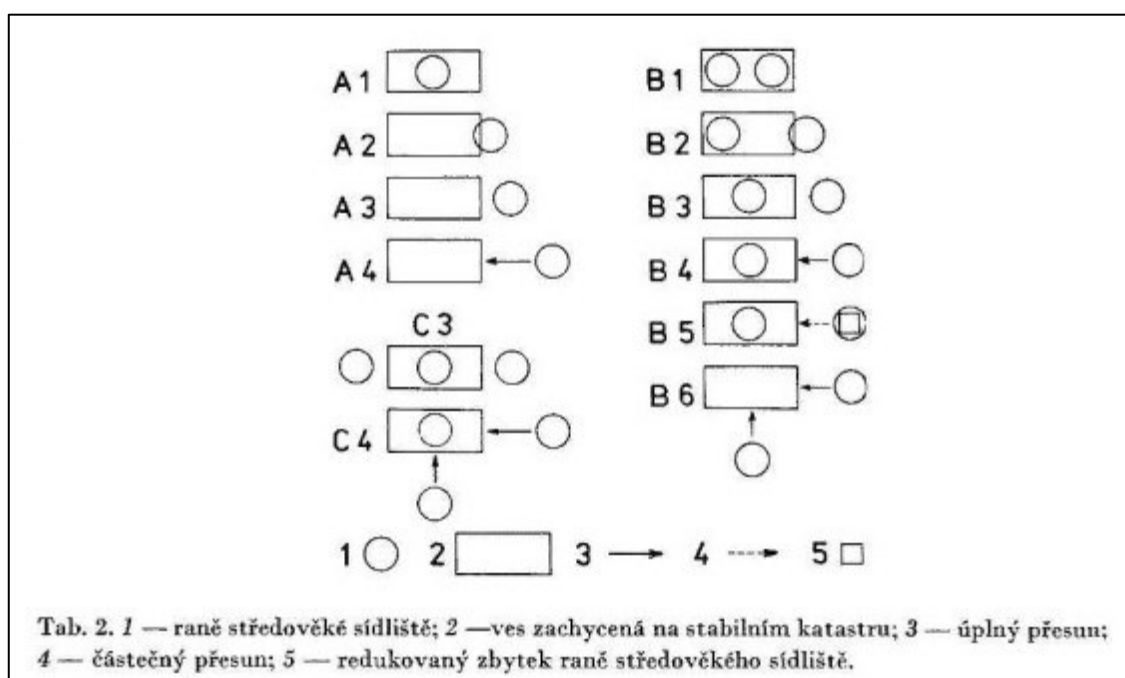 A 1
A 2
A 3
A 4
C 3
C 4
B 1
B 2
B 3
B 4
B 5
B 6
1 2 3 4 5
Tab. 2. 1 — raně středověké sídliště; 2 —ves zachycená na stabilním katastru; 3 — úplný přesun;
4 — částečný přesun; 5 — redukovaný zbytek raně středověkého sídliště.